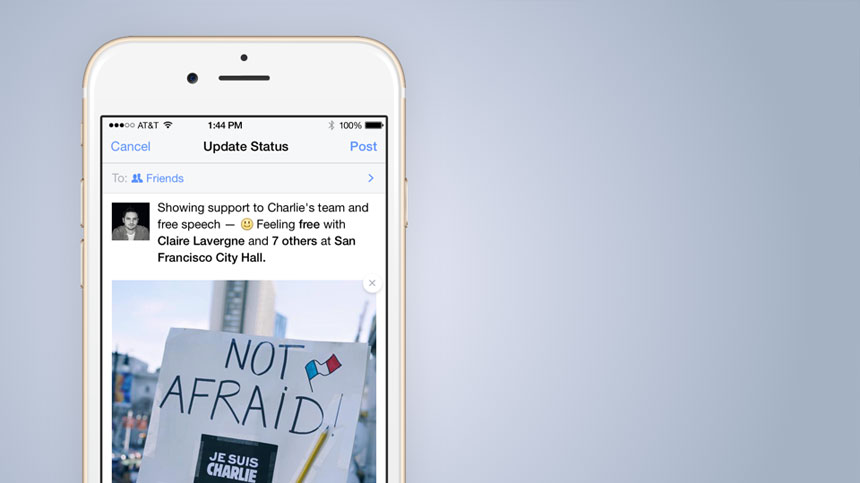 AT&T 1:44 PM 100%
Cancel Update Status Post
To: Friends
Showing support to Charlie's team and
free speech — Feeling free with
Claire Lavergne and 7 others at San
Francisco City Hall.
NOT
AFRAID!
JE SUIS
CHARLIE